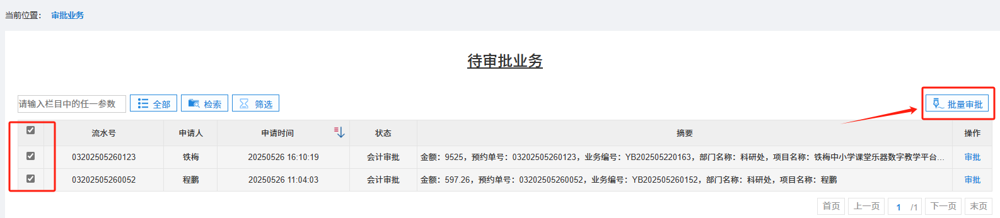 当前位置： 审批业务
待审批业务
请输入栏目中的任一参数 全部 检索 筛选 批量审批
流水号 申请人 申请时间 状态 摘要 操作
03202505260123 铁梅 20250526 16:10:19 会计审批 金额：9525，预约单号：03202505260123，业务编号：YB202505220163，部门名称：科研处，项目名称：铁梅中小学课堂乐器数字教学平台... 审批
03202505260052 程鹏 20250526 11:04:03 会计审批 金额：597.26，预约单号：03202505260052，业务编号：YB202505260152，部门名称：科研处，项目名称：程鹏 审批
首页 上一页 1 /1 下一页 末页